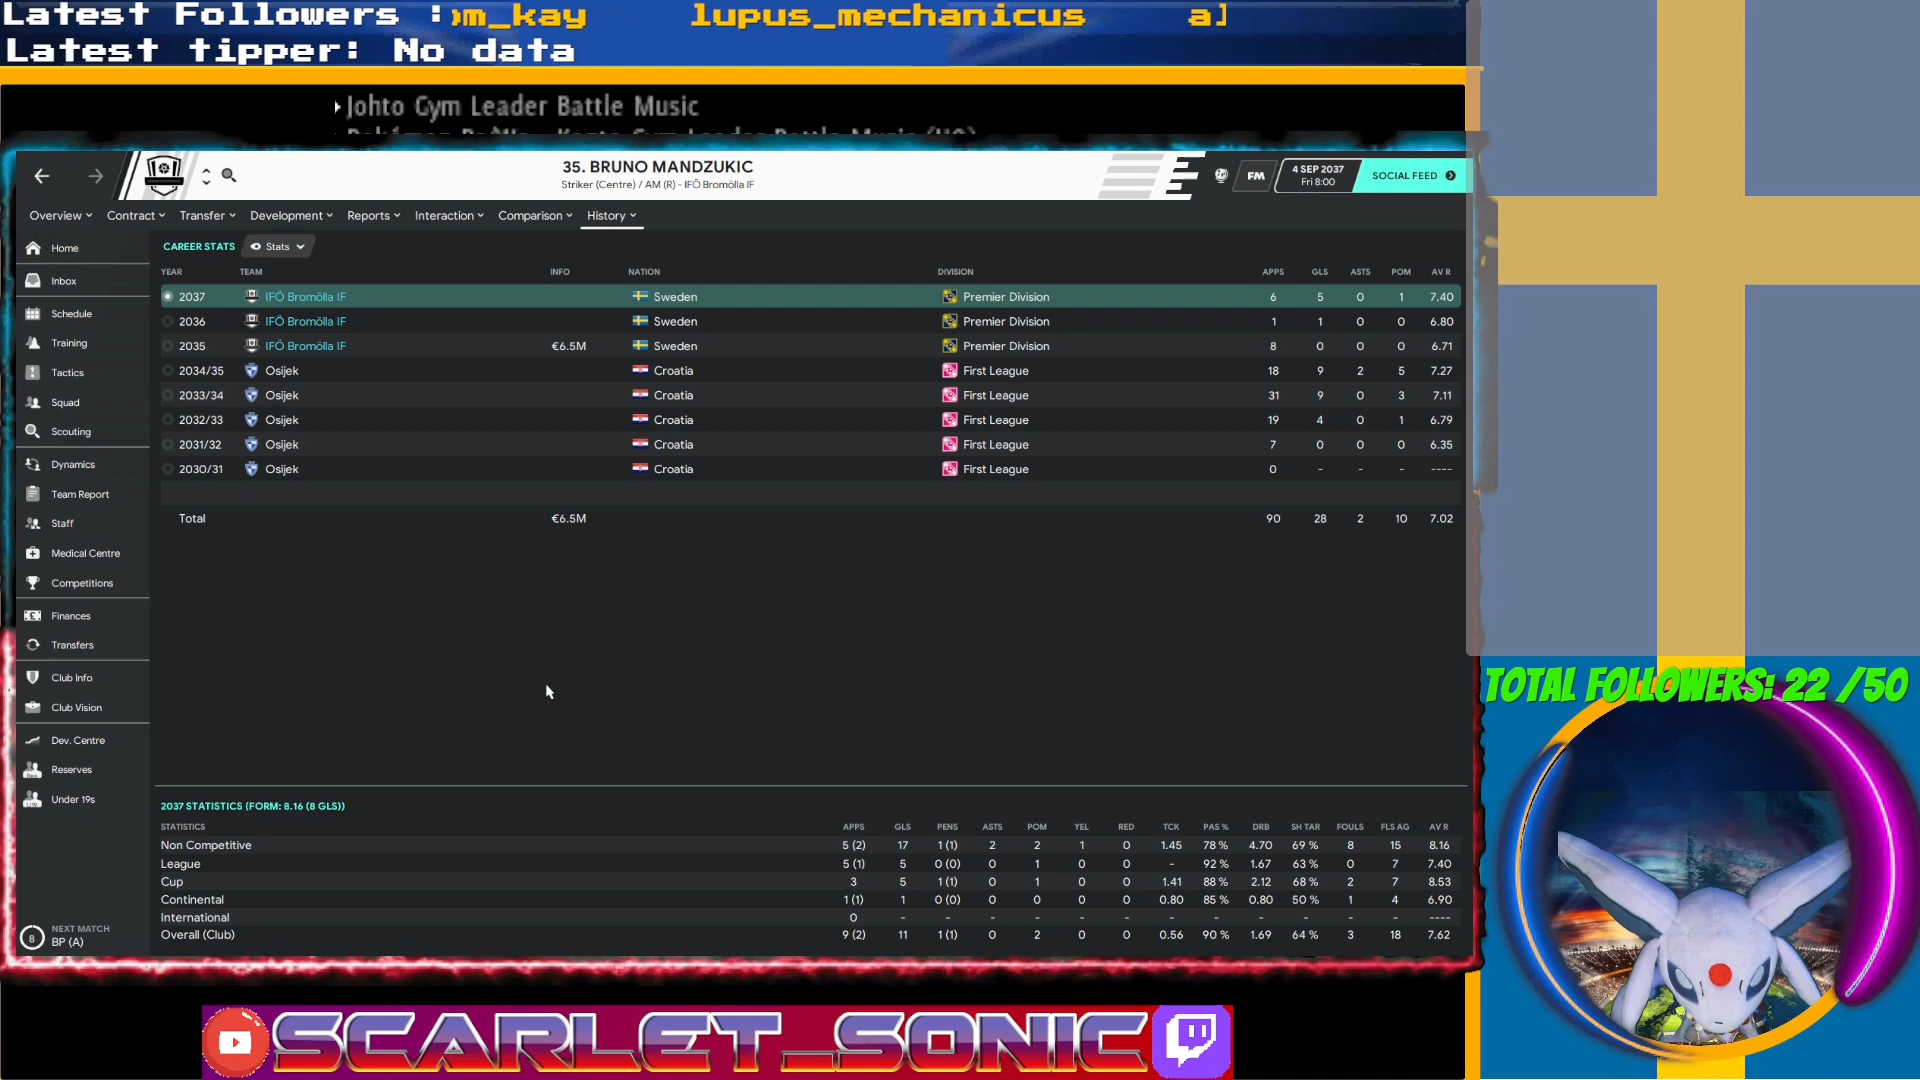 Latest Followers : om_kay lupus_mechanicus a
Latest tipper: No data
Johto Gym Leader Battle Music
35. BRUNO MANDZUKIC
Striker (Centre) / AM (R) - IFÖ Bromölla IF
FM
4 SEP 2037
Fri 8:00
SOCIAL FEED
Overview Contract Transfer Development Reports Interaction Comparison History
Home
Inbox
Schedule
Training
Tactics
Squad
Scouting
Dynamics
Team Report
Staff
Medical Centre
Competitions
Finances
Transfers
Club Info
Club Vision
Dev. Centre
Reserves
Under 19s
8 NEXT MATCH
BP (A)
CAREER STATS Stats
YEAR TEAM INFO NATION DIVISION APPS GLS ASTS POM AV R
2037 IFÖ Bromölla IF Sweden Premier Division 6 5 0 1 7.40
2036 IFÖ Bromölla IF Sweden Premier Division 1 1 0 0 6.80
2035 IFÖ Bromölla IF €6.5M Sweden Premier Division 8 0 0 0 6.71
2034/35 Osijek Croatia First League 18 9 2 5 7.27
2033/34 Osijek Croatia First League 31 9 0 3 7.11
2032/33 Osijek Croatia First League 19 4 0 1 6.79
2031/32 Osijek Croatia First League 7 0 0 0 6.35
2030/31 Osijek Croatia First League 0 - - - ----
Total €6.5M 90 28 2 10 7.02
2037 STATISTICS (FORM: 8.16 (8 GLS))
STATISTICS APPS GLS PENS ASTS POM YEL RED TCK PAS % DRB SH TAR FOULS FLS AG AV R
Non Competitive 5 (2) 17 1 (1) 2 2 1 0 1.45 78 % 4.70 69 % 8 15 8.16
League 5 (1) 5 0 (0) 0 1 0 0 - 92 % 1.67 63 % 0 7 7.40
Cup 3 5 1 (1) 0 1 0 0 1.41 88 % 2.12 68 % 2 7 8.53
Continental 1 (1) 1 0 (0) 0 0 0 0 0.80 85 % 0.80 50 % 1 4 6.90
International 0 - - - - - - - - - - - - ----
Overall (Club) 9 (2) 11 1 (1) 0 2 0 0 0.56 90 % 1.69 64 % 3 18 7.62
TOTAL FOLLOWERS: 22 /50
SCARLET_SONIC